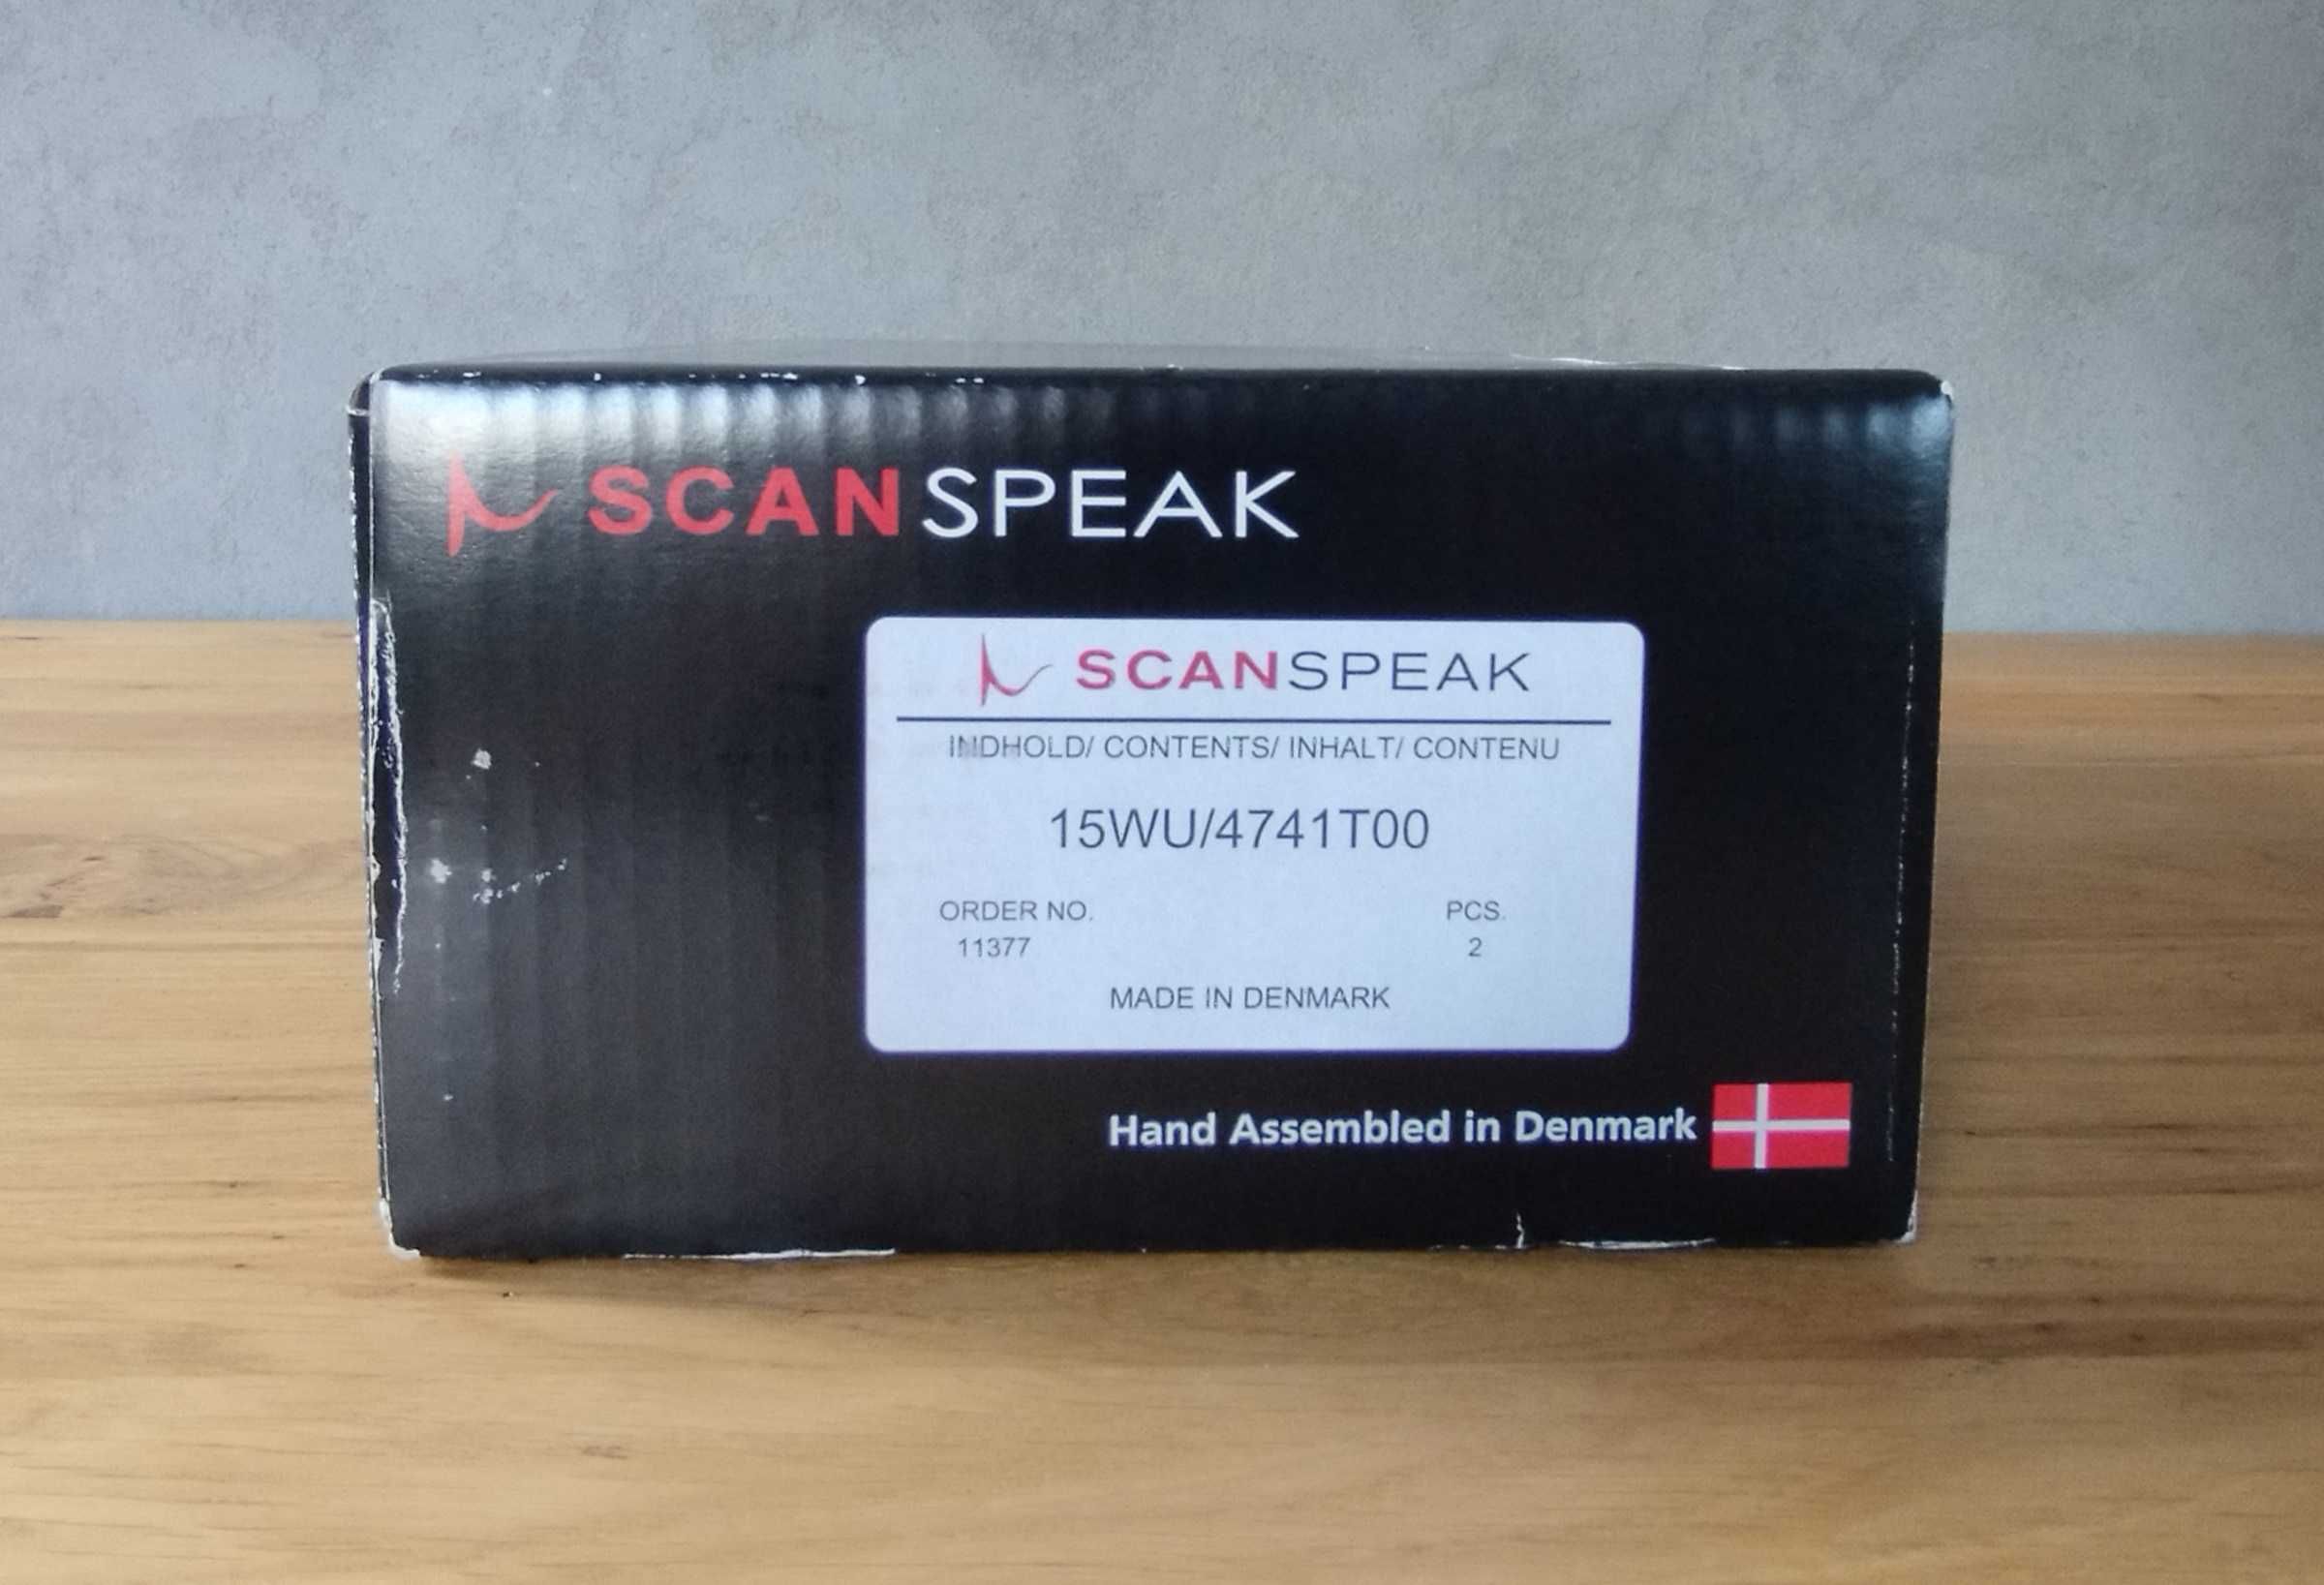 SCANSPEAK
SCANSPEAK
INDHOLD/ CONTENTS/ INHALT/ CONTENU
15WU/4741T00
ORDER NO. PCS.
11377 2
MADE IN DENMARK
Hand Assembled in Denmark